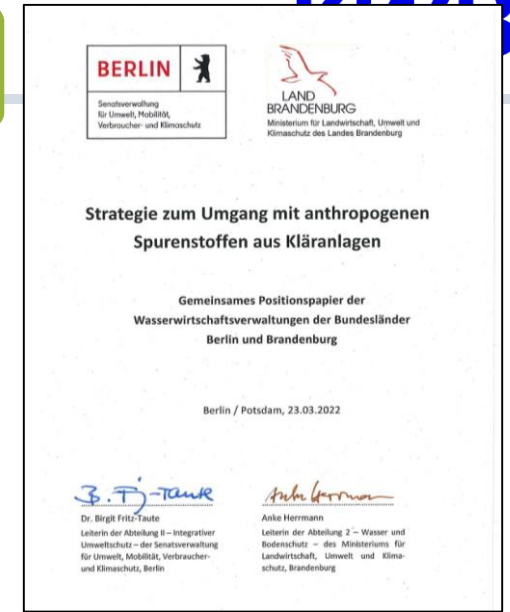 BERLIN
Senatsverwaltung
für Umwelt, Mobilität,
Verbraucher- und Klimaschutz
LAND
BRANDENBURG
Ministerium für Landwirtschaft, Umwelt und
Klimaschutz des Landes Brandenburg
Strategie zum Umgang mit anthropogenen
Spurenstoffen aus Kläranlagen
Gemeinsames Positionspapier der
Wasserwirtschaftsverwaltungen der Bundesländer
Berlin und Brandenburg
Berlin / Potsdam, 23.03.2022
B. F-Taute
Anke Herrmann
Dr. Birgit Fritz-Taute
Leiterin der Abteilung II – Integrativer
Umweltschutz – der Senatsverwaltung
für Umwelt, Mobilität, Verbraucher-
und Klimaschutz, Berlin
Anke Herrmann
Leiterin der Abteilung 2 – Wasser und
Bodenschutz – des Ministeriums für
Landwirtschaft, Umwelt und Klima-
schutz, Brandenburg